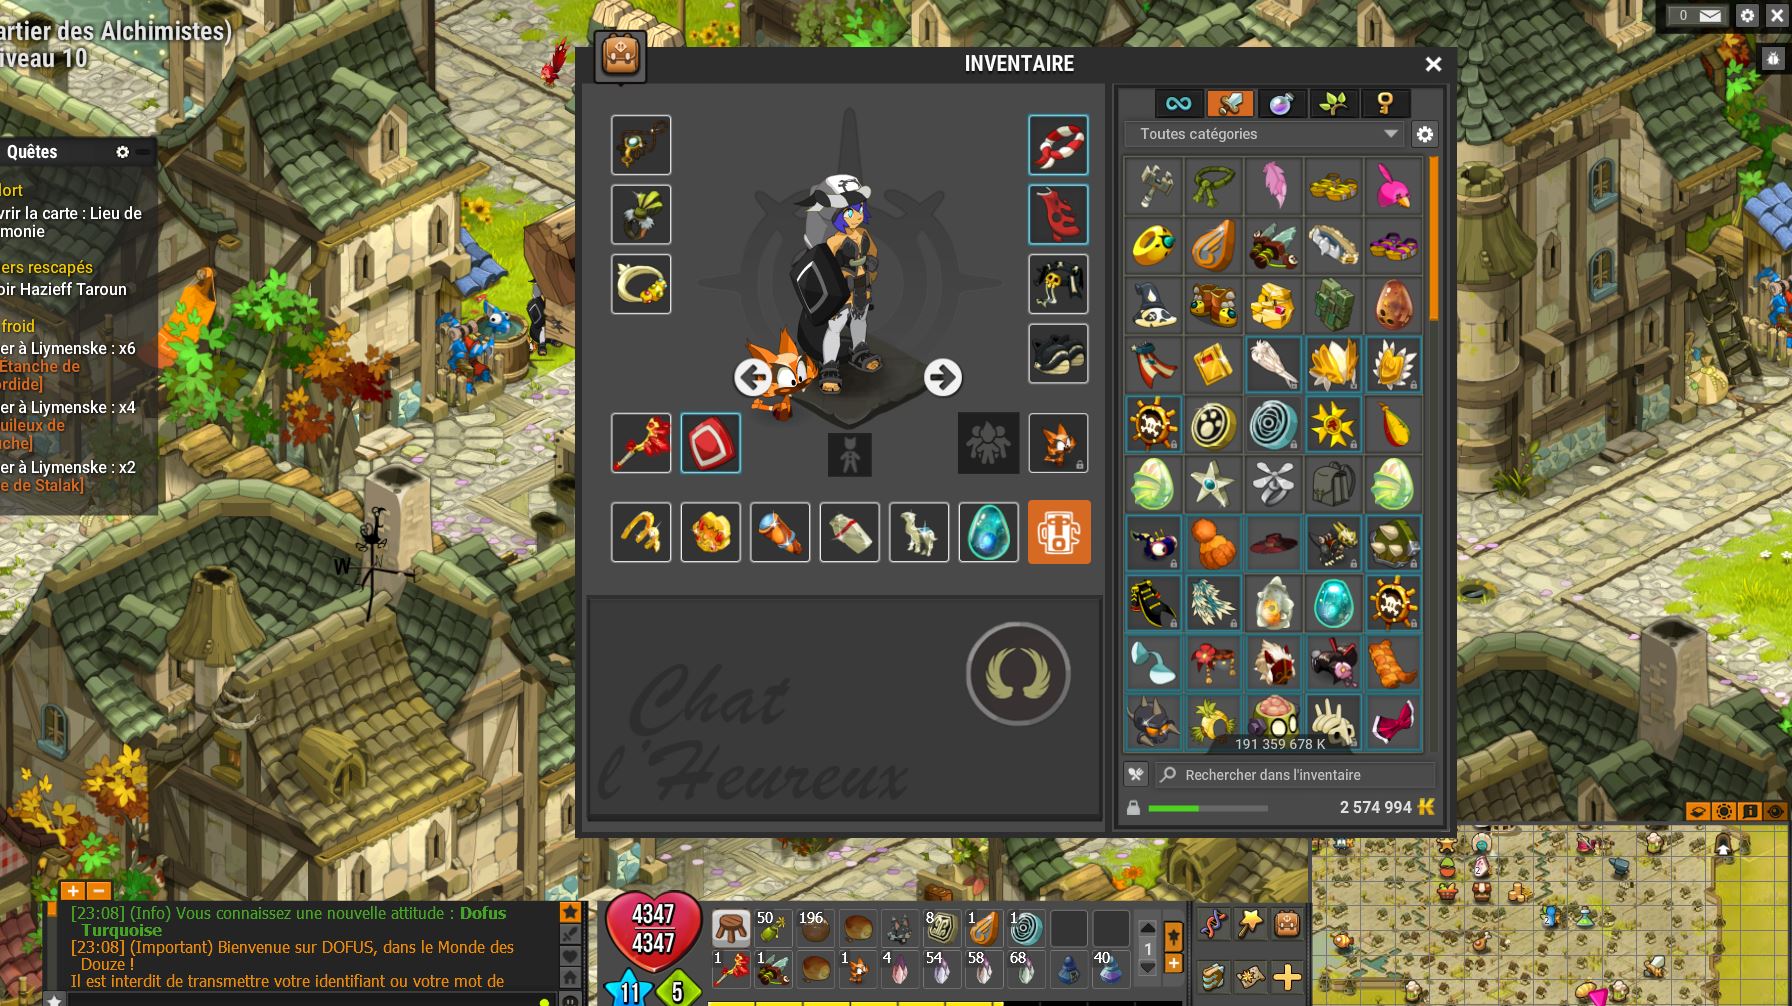 artier des Alchimistes)
iveau 10
0
INVENTAIRE
Toutes catégories
Quêtes
vrir la carte : Lieu de
monie
ers rescapés
oir Hazieff Taroun
froid
er à Liymenske : x6
Étanche de
ordide]
er à Liymenske : x4
quileux de
uche]
er à Liymenske : x2
e de Stalak]
W
N
Chat
l'Heureux
191 359 678 K
Rechercher dans l'inventaire
2 574 994 K
[23:08] (Info) Vous connaissez une nouvelle attitude : Dofus
Turquoise
[23:08] (Important) Bienvenue sur DOFUS, dans le Monde des
Douze !
Il est interdit de transmettre votre identifiant ou votre mot de
4347
4347
11
5
50
196
8
1
1
1
1
1
4
54
58
68
40
1
2
2